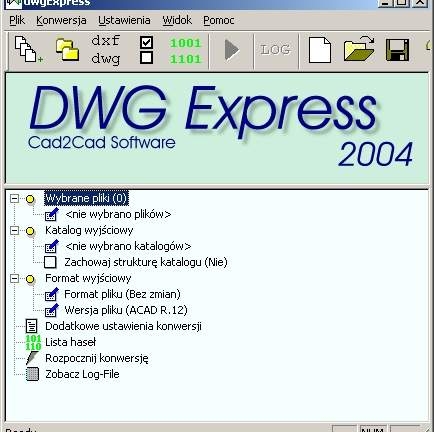 dwgExpress
Plik Konwersja Ustawienia Widok Pomoc
dxf
dwg
1001
1101
LOG
DWG Express
Cad2Cad Software
2004
Wybrane pliki (0)
<nie wybrano plików>
Katalog wyjściowy
<nie wybrano katalogów>
Zachowaj strukturę katalogu (Nie)
Format wyjściowy
Format pliku (Bez zmian)
Wersja pliku (ACAD R.12)
Dodatkowe ustawienia konwersji
101
110
Lista haseł
Rozpocznij konwersję
Zobacz Log-File
Ready
NUM